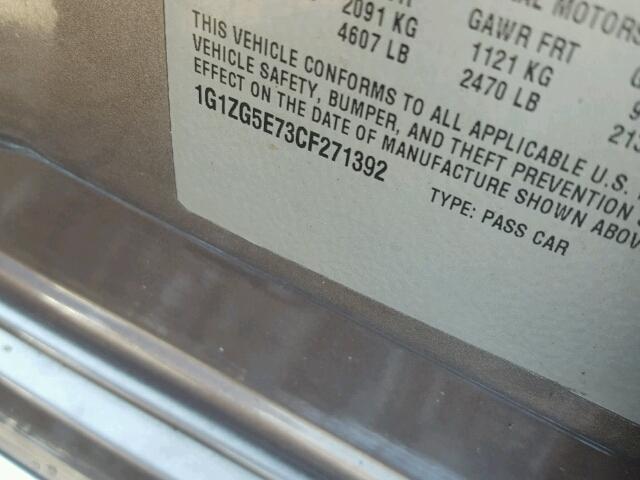 MOTORS
2091 KG GAWR FRT
4607 LB 1121 KG
2470 LB
THIS VEHICLE CONFORMS TO ALL APPLICABLE U.S.
VEHICLE SAFETY, BUMPER, AND THEFT PREVENTION
EFFECT ON THE DATE OF MANUFACTURE SHOWN ABOV
1G1ZG5E73CF271392
TYPE: PASS CAR